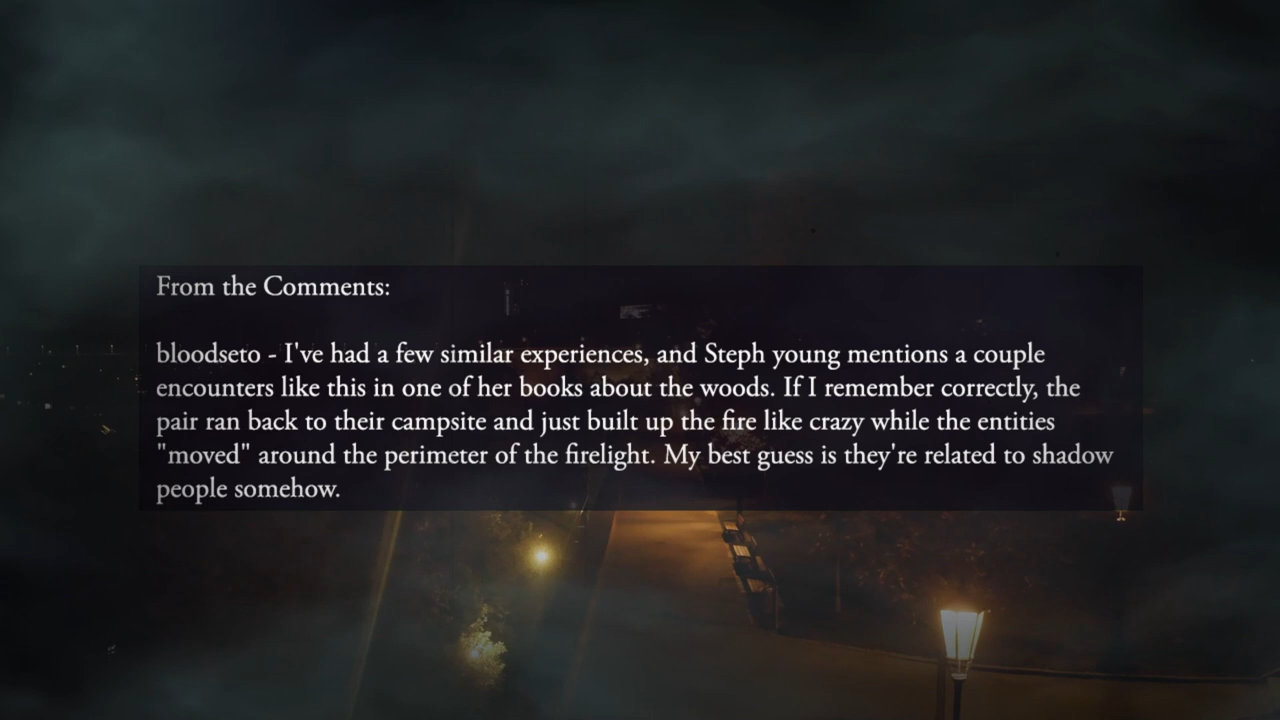 From the Comments:
bloodseto - I've had a few similar experiences, and Steph young mentions a couple
encounters like this in one of her books about the woods. If I remember correctly, the
pair ran back to their campsite and just built up the fire like crazy while the entities
"moved" around the perimeter of the firelight. My best guess is they're related to shadow
people somehow.